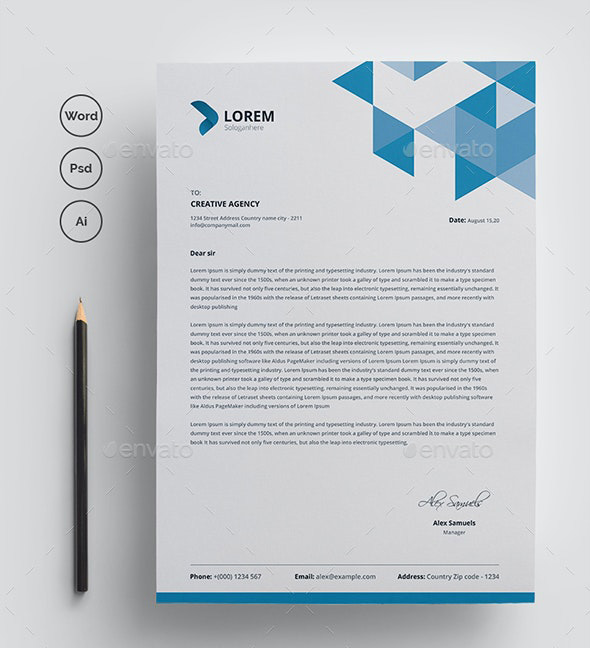 Word
Psd
Ai
LOREM
Sologanhere
TO:
CREATIVE AGENCY
1234 Street Address Country name city - 2211
info@companymail.com
Date: August 15,20
Dear sir
Lorem Ipsum is simply dummy text of the printing and typesetting industry. Lorem Ipsum has been the industry's standard
dummy text ever since the 1500s, when an unknown printer took a galley of type and scrambled it to make a type specimen
book. It has survived not only five centuries, but also the leap into electronic typesetting, remaining essentially unchanged. It
was popularised in the 1960s with the release of Letraset sheets containing Lorem Ipsum passages, and more recently with
desktop publishing
Lorem Ipsum is simply dummy text of the printing and typesetting industry. Lorem Ipsum has been the industry's standard
dummy text ever since the 1500s, when an unknown printer took a galley of type and scrambled it to make a type specimen
book. It has survived not only five centuries, but also the leap into electronic typesetting, remaining essentially unchanged. It
was popularised in the 1960s with the release of Letraset sheets containing Lorem Ipsum passages, and more recently with
desktop publishing software like Aldus PageMaker including versions of Lorem Ipsum Lorem Ipsum is simply dummy text of
the printing and typesetting industry. Lorem Ipsum has been the industry's standard dummy text ever since the 1500s, when
an unknown printer took a galley of type and scrambled it to make a type specimen book. It has survived not only five
centuries, but also the leap into electronic typesetting, remaining essentially unchanged. It was popularised in the 1960s
with the release of Letraset sheets containing Lorem Ipsum passages, and more recently with desktop publishing software
like Aldus PageMaker including versions of Lorem Ipsum
Lorem Ipsum is simply dummy text of the printing and typesetting industry. Lorem Ipsum has been the industry's standard
dummy text ever since the 1500s, when an unknown printer took a galley of type and scrambled it to make a type specimen
book. It has survived not only five centuries, but also the leap into electronic typesetting.
Alex Samuels
Alex Samuels
Manager
Phone: +(000) 1234 567 Email: alex@example.com Address: Country Zip code - 1234
envato
envato
envato
envato